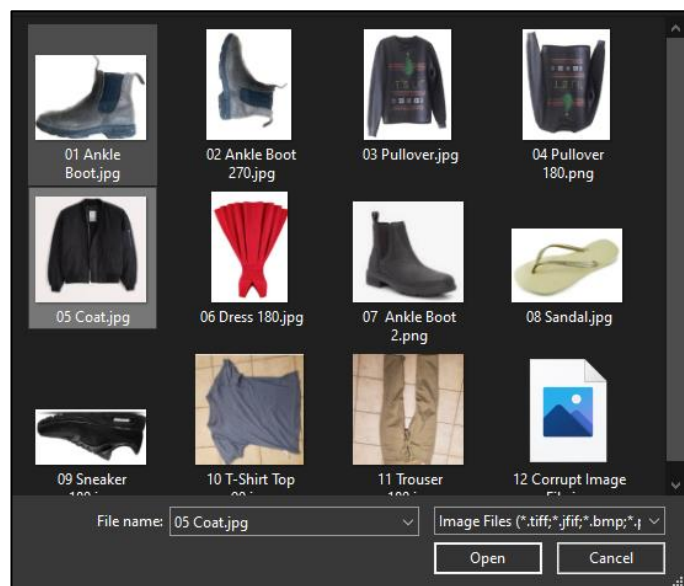 01 Ankle
Boot.jpg
02 Ankle Boot
270.jpg
03 Pullover.jpg
04 Pullover
180.png
05 Coat.jpg
06 Dress 180.jpg
07 Ankle Boot
2.png
08 Sandal.jpg
09 Sneaker
10 T-Shirt Top
11 Trouser
12 Corrupt Image
File name:
05 Coat.jpg
Image Files (*.tiff;*.jfif;*.bmp;*.
Open
Cancel